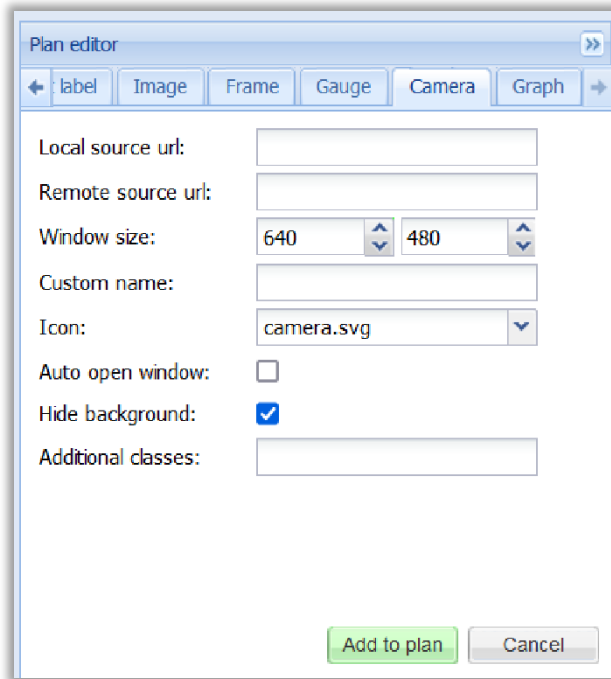 Plan editor
label Image Frame Gauge Camera Graph
Local source url:
Remote source url:
Window size: 640 480
Custom name:
Icon: camera.svg
Auto open window:
Hide background:
Additional classes:
Add to plan Cancel